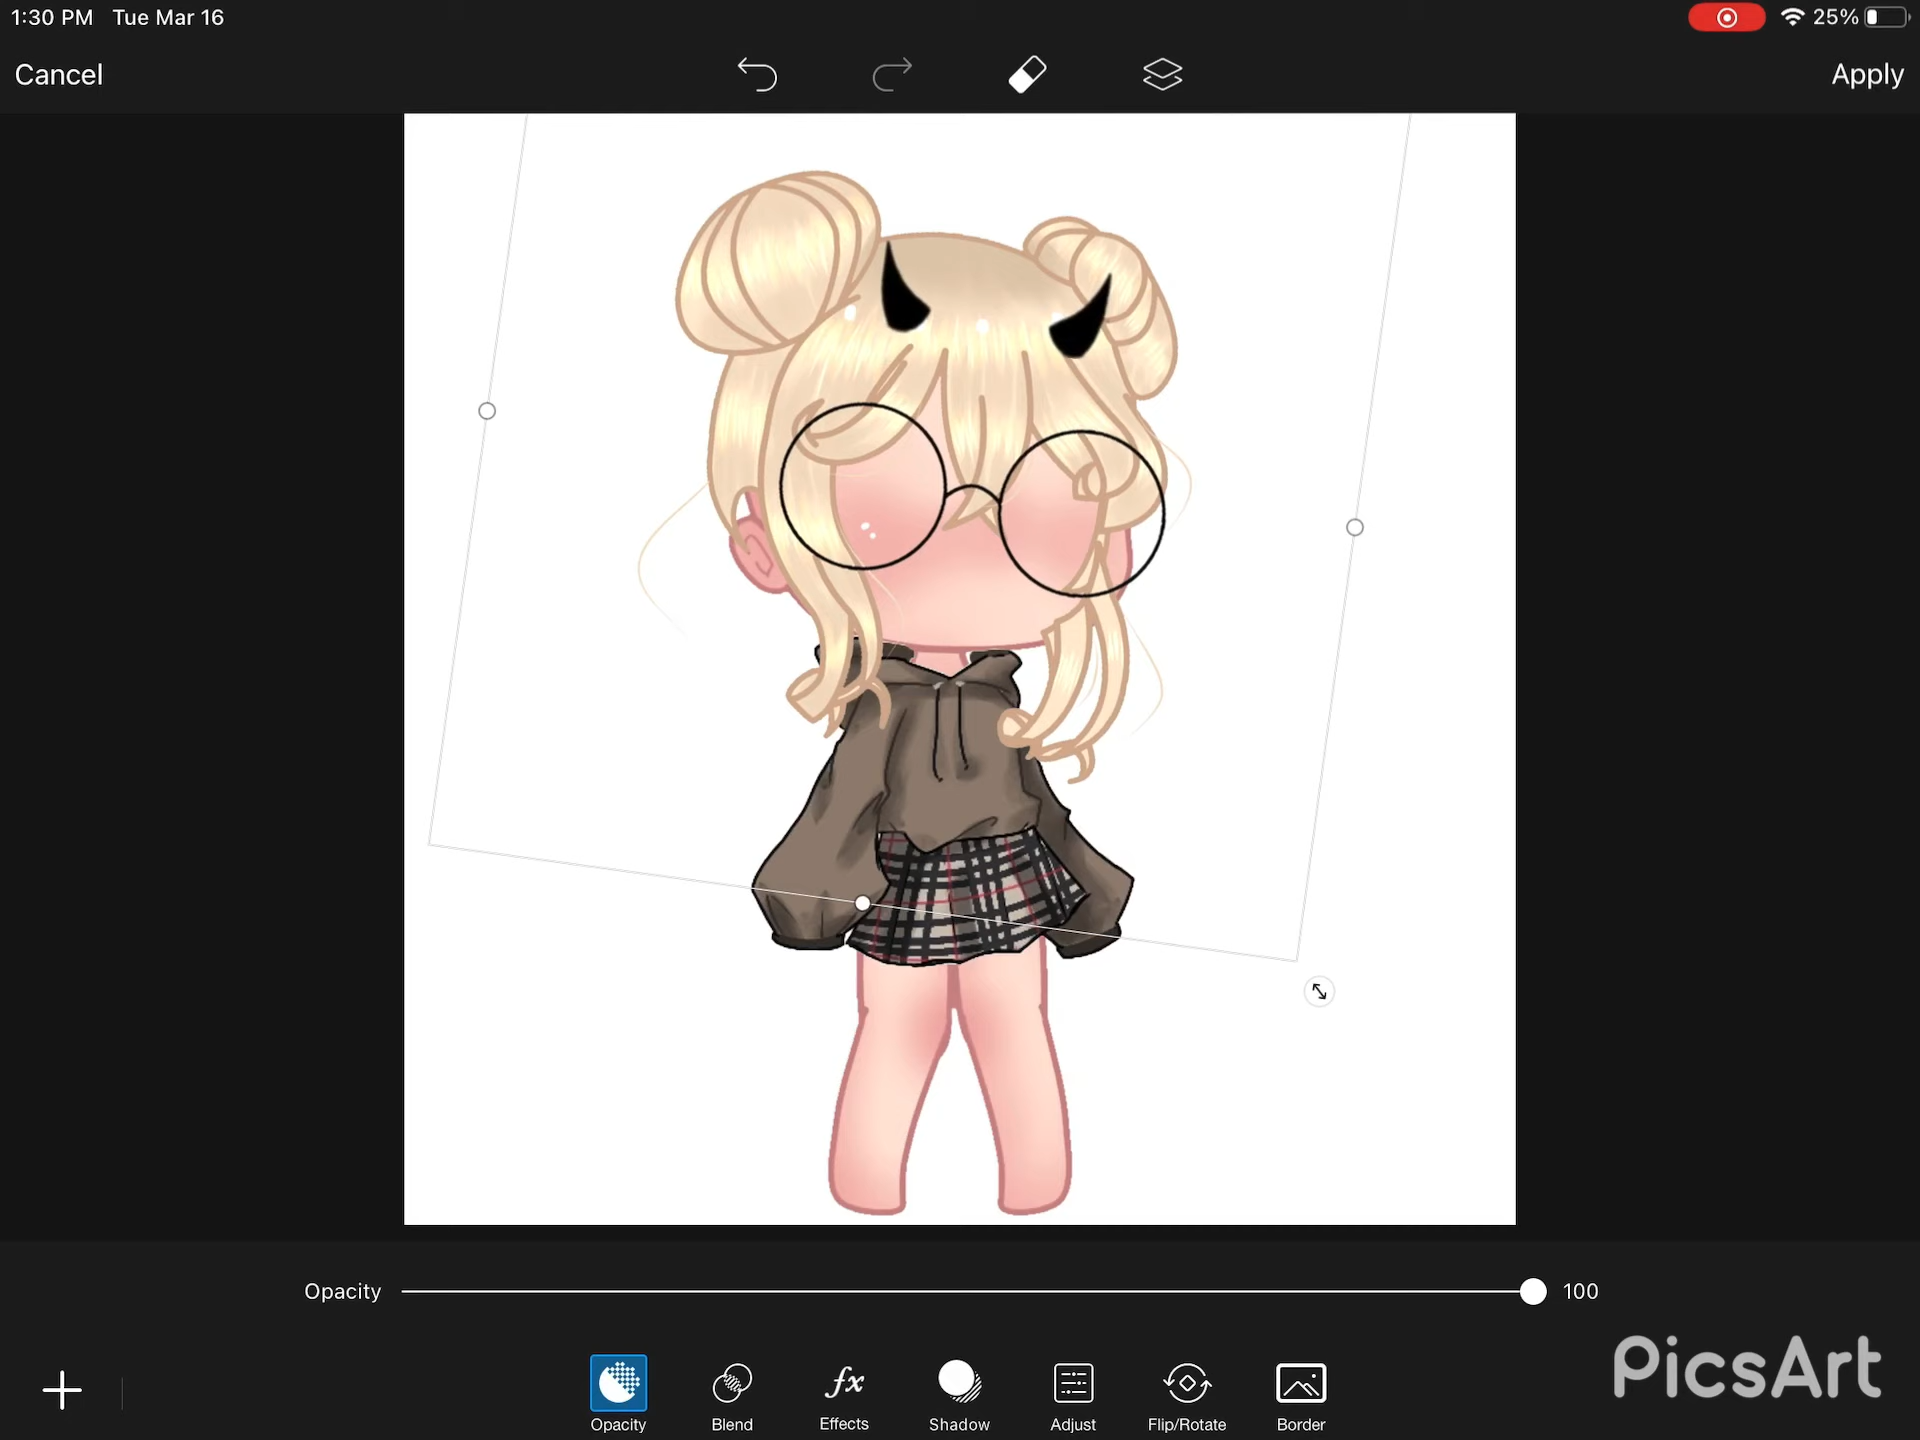 1:30 PM Tue Mar 16
25%
Cancel
Apply
Opacity 100
PicsArt
Opacity Blend Effects Shadow Adjust Flip/Rotate Border